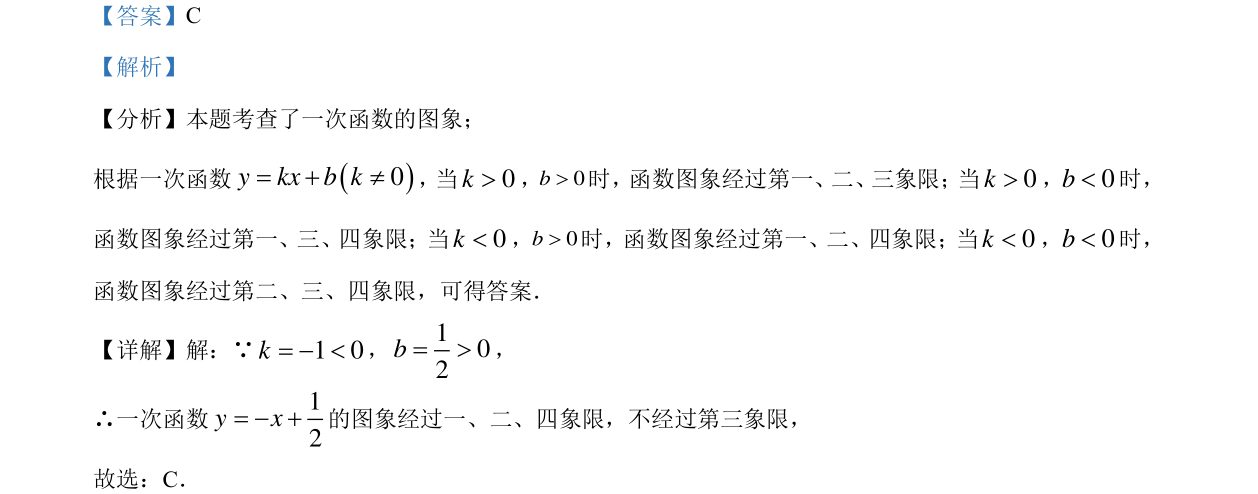 【答案】C
【解析】
【分析】本题考查了一次函数的图象；
根据一次函数 y = kx + b(k ≠ 0)，当 k > 0，b > 0时，函数图象经过第一、二、三象限；当 k > 0，b < 0时，
函数图象经过第一、三、四象限；当 k < 0，b > 0时，函数图象经过第一、二、四象限；当 k < 0，b < 0时，
函数图象经过第二、三、四象限，可得答案．
【详解】解：∵ k = −1 < 0，b = 1/2 > 0，
∴一次函数 y = −x + 1/2 的图象经过一、二、四象限，不经过第三象限，
故选：C．